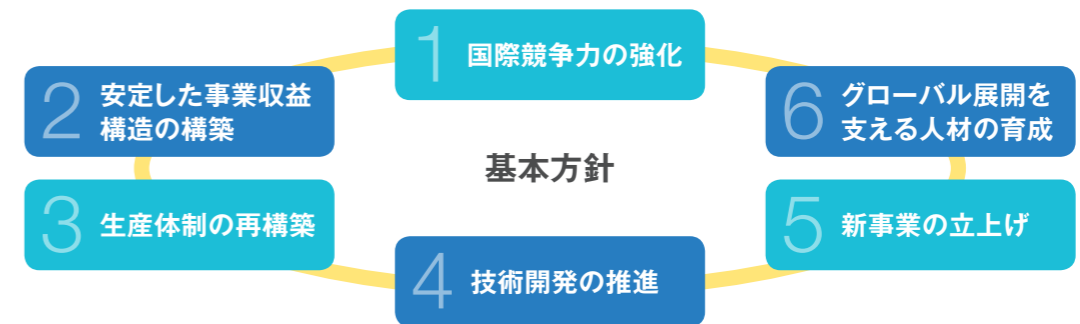 1 国際競争力の強化
2 安定した事業収益
構造の構築
3 生産体制の再構築
4 技術開発の推進
5 新事業の立上げ
6 グローバル展開を
支える人材の育成
基本方針